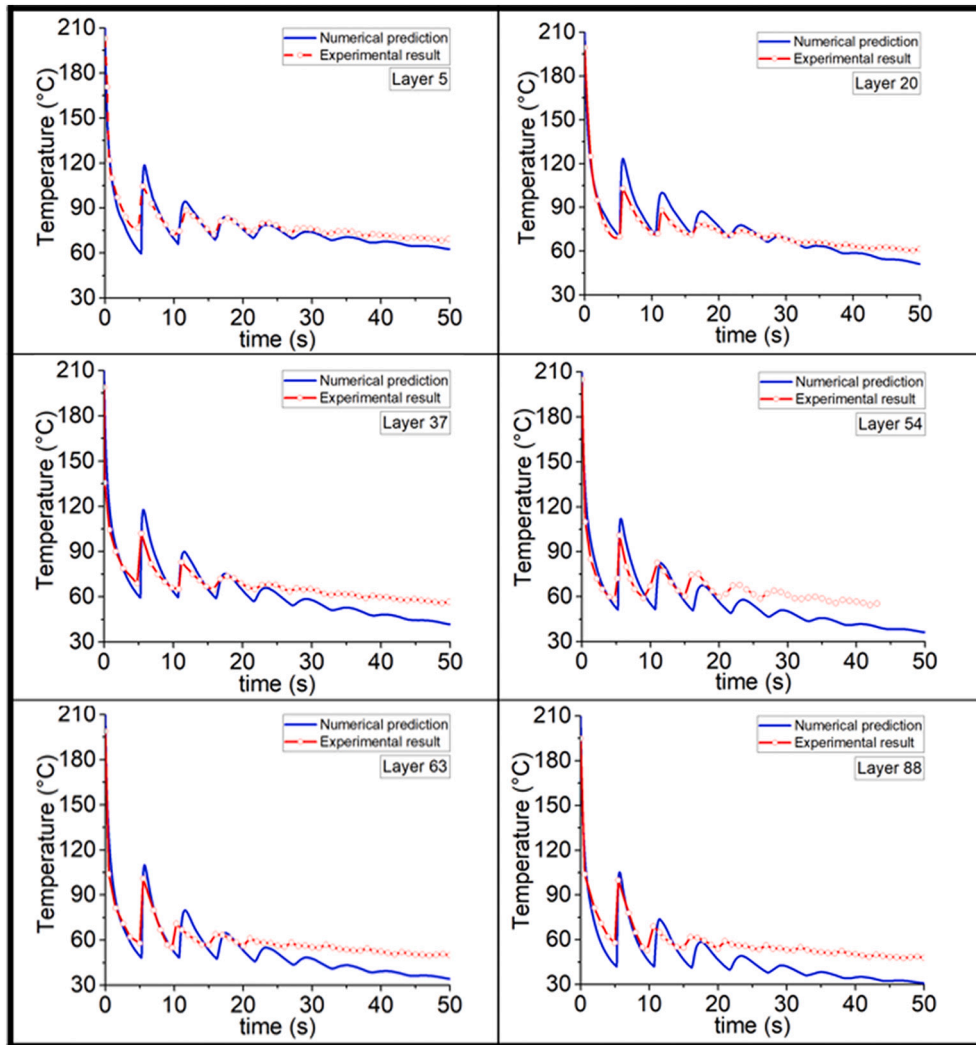 210
180
150
120
90
60
30
Temperature (°C)
Numerical prediction
Experimental result
Layer 5
0 10 20 30 40 50
time (s)
210
180
150
120
90
60
30
Temperature (°C)
Numerical prediction
Experimental result
Layer 20
0 10 20 30 40 50
time (s)
210
180
150
120
90
60
30
Temperature (°C)
Numerical prediction
Experimental result
Layer 37
0 10 20 30 40 50
time (s)
210
180
150
120
90
60
30
Temperature (°C)
Numerical prediction
Experimental result
Layer 54
0 10 20 30 40 50
time (s)
210
180
150
120
90
60
30
Temperature (°C)
Numerical prediction
Experimental result
Layer 63
0 10 20 30 40 50
time (s)
210
180
150
120
90
60
30
Temperature (°C)
Numerical prediction
Experimental result
Layer 88
0 10 20 30 40 50
time (s)